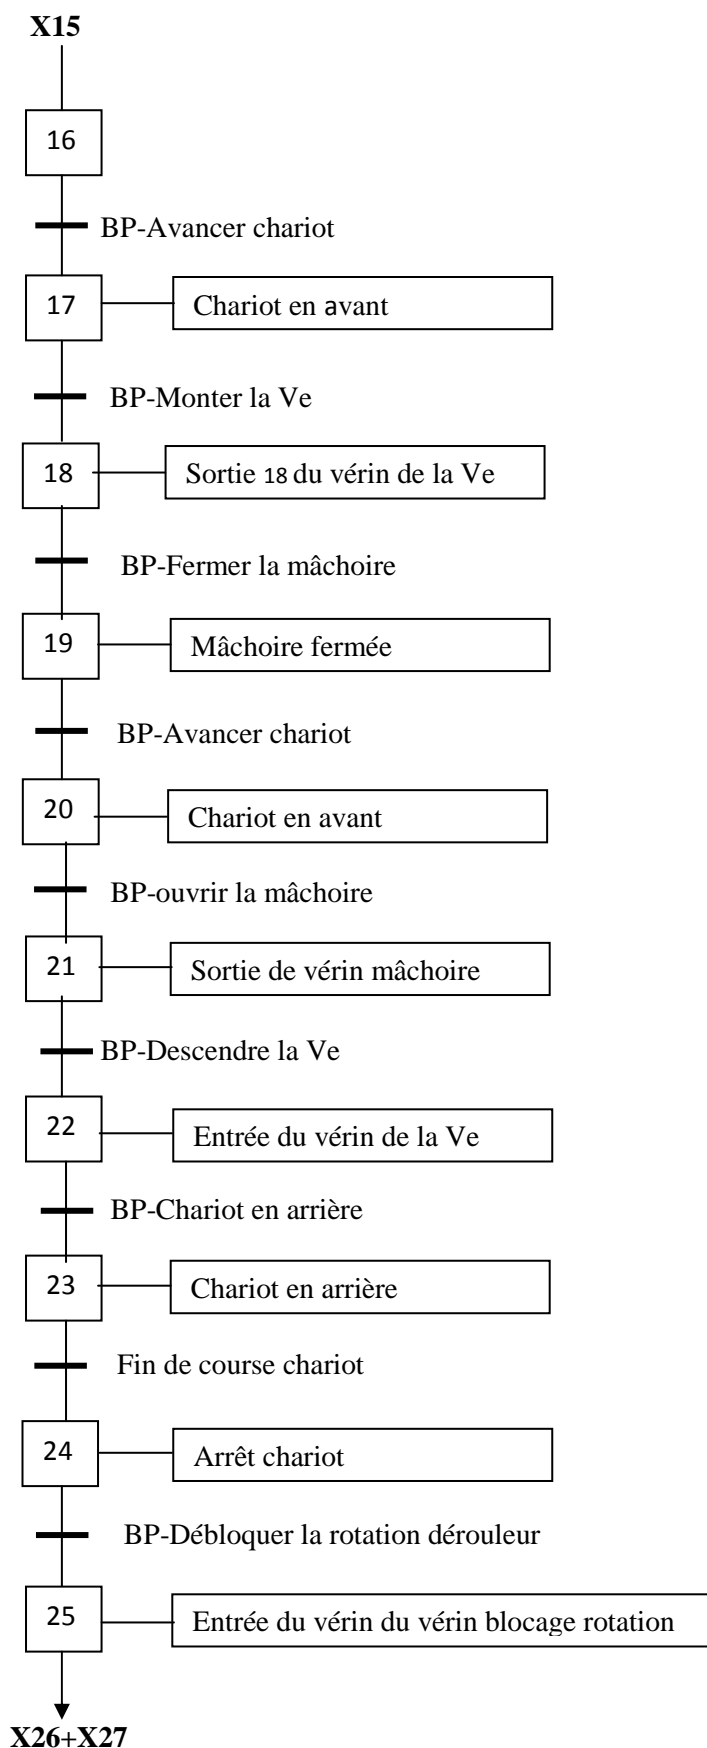 X15
16
BP-Avancer chariot
17 Chariot en avant
BP-Monter la Ve
18 Sortie 18 du vérin de la Ve
BP-Fermer la mâchoire
19 Mâchoire fermée
BP-Avancer chariot
20 Chariot en avant
BP-ouvrir la mâchoire
21 Sortie de vérin mâchoire
BP-Descendre la Ve
22 Entrée du vérin de la Ve
BP-Chariot en arrière
23 Chariot en arrière
Fin de course chariot
24 Arrêt chariot
BP-Débloquer la rotation dérouleur
25 Entrée du vérin du vérin blocage rotation
X26+X27